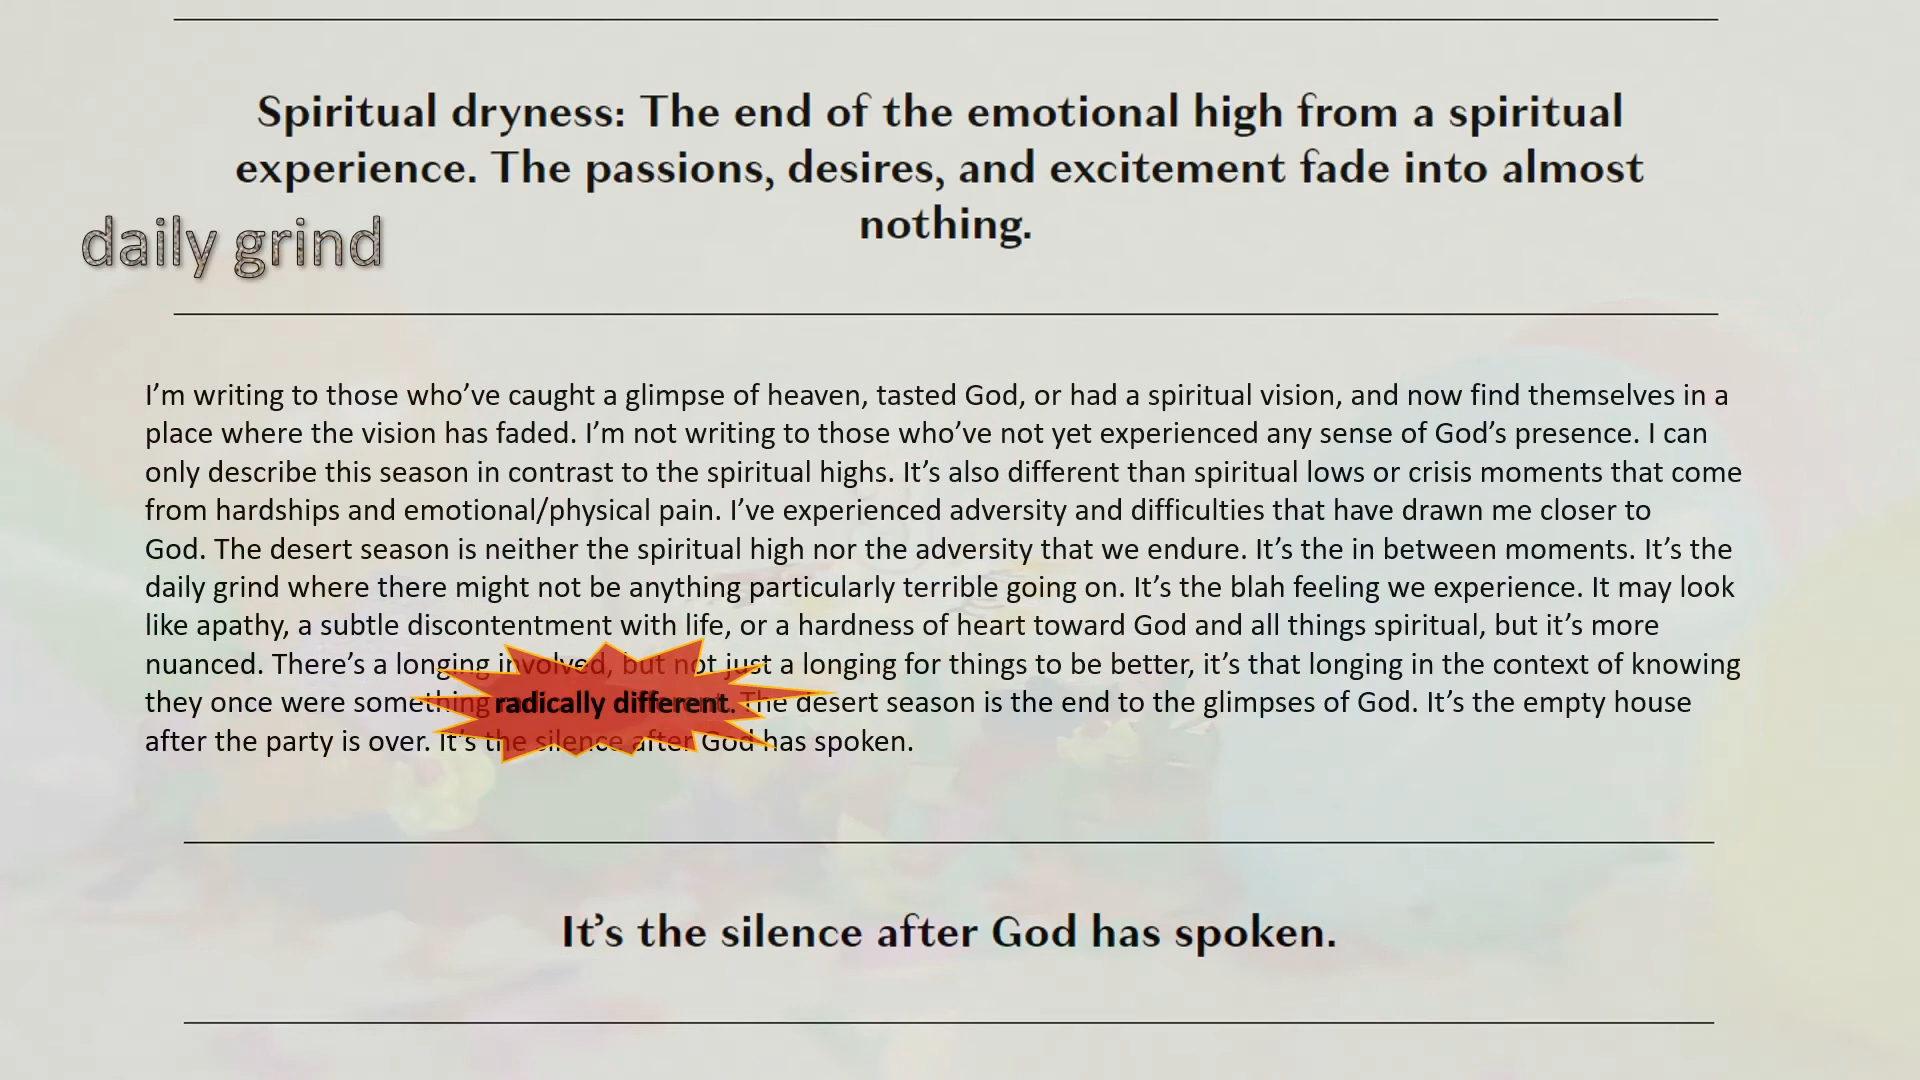 Spiritual dryness: The end of the emotional high from a spiritual
experience. The passions, desires, and excitement fade into almost
nothing.
daily grind
I’m writing to those who’ve caught a glimpse of heaven, tasted God, or had a spiritual vision, and now find themselves in a
place where the vision has faded. I’m not writing to those who’ve not yet experienced any sense of God’s presence. I can
only describe this season in contrast to the spiritual highs. It’s also different than spiritual lows or crisis moments that come
from hardships and emotional/physical pain. I’ve experienced adversity and difficulties that have drawn me closer to
God. The desert season is neither the spiritual high nor the adversity that we endure. It’s the in between moments. It’s the
daily grind where there might not be anything particularly terrible going on. It’s the blah feeling we experience. It may look
like apathy, a subtle discontentment with life, or a hardness of heart toward God and all things spiritual, but it’s more
nuanced. There’s a longing involved, but not just a longing for things to be better, it’s that longing in the context of knowing
they once were something radically different. The desert season is the end to the glimpses of God. It’s the empty house
after the party is over. It’s the silence after God has spoken.
It’s the silence after God has spoken.